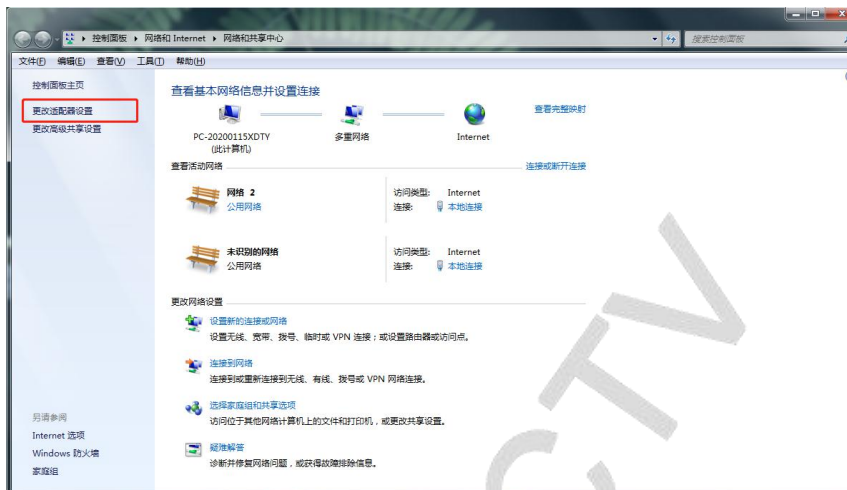 控制面板 ▸ 网络和 Internet ▸ 网络和共享中心
搜索控制面板
文件(F) 编辑(E) 查看(V) 工具(T) 帮助(H)
控制面板主页
更改适配器设置
更改高级共享设置
查看基本网络信息并设置连接
查看完整映射
PC-20200115XDTY
(此计算机)
多重网络
Internet
查看活动网络
连接或断开连接
网络 2
公用网络
访问类型: Internet
连接: 本地连接
未识别的网络
公用网络
访问类型: Internet
连接: 本地连接
更改网络设置
设置新的连接或网络
设置无线、宽带、拨号、临时或 VPN 连接；或设置路由器或访问点。
连接到网络
连接到或重新连接到无线、有线、拨号或 VPN 网络连接。
选择家庭组和共享选项
访问位于其他网络计算机上的文件和打印机，或更改共享设置。
疑难解答
诊断并修复网络问题，或获得故障排除信息。
另请参阅
Internet 选项
Windows 防火墙
家庭组
CTV